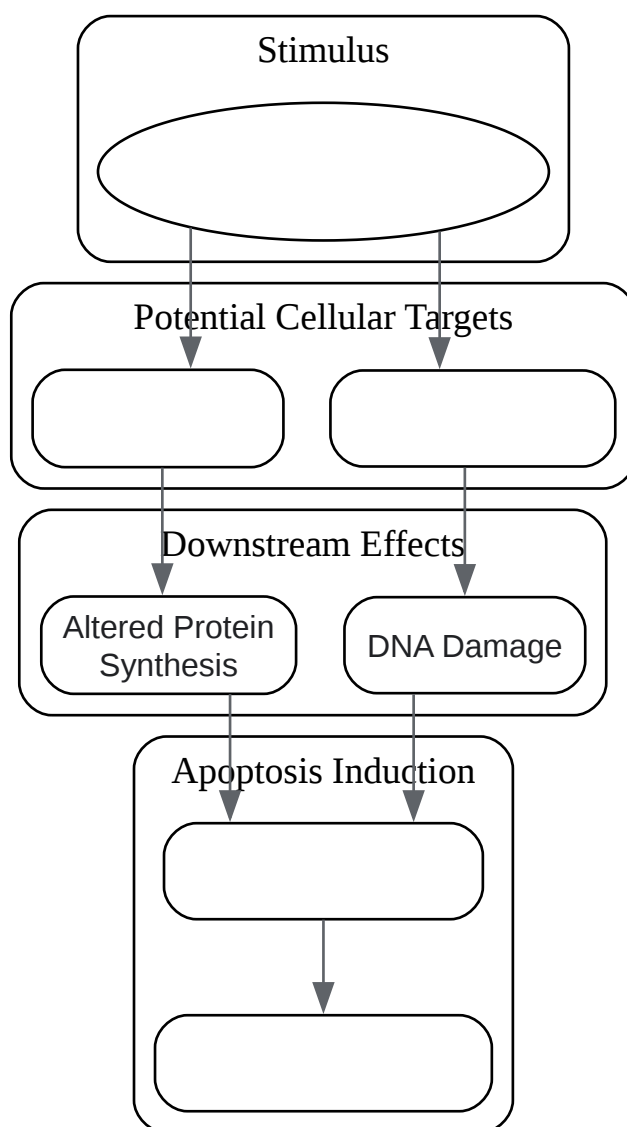 Stimulus
Potential Cellular Targets
Downstream Effects
Altered Protein
Synthesis
DNA Damage
Apoptosis Induction